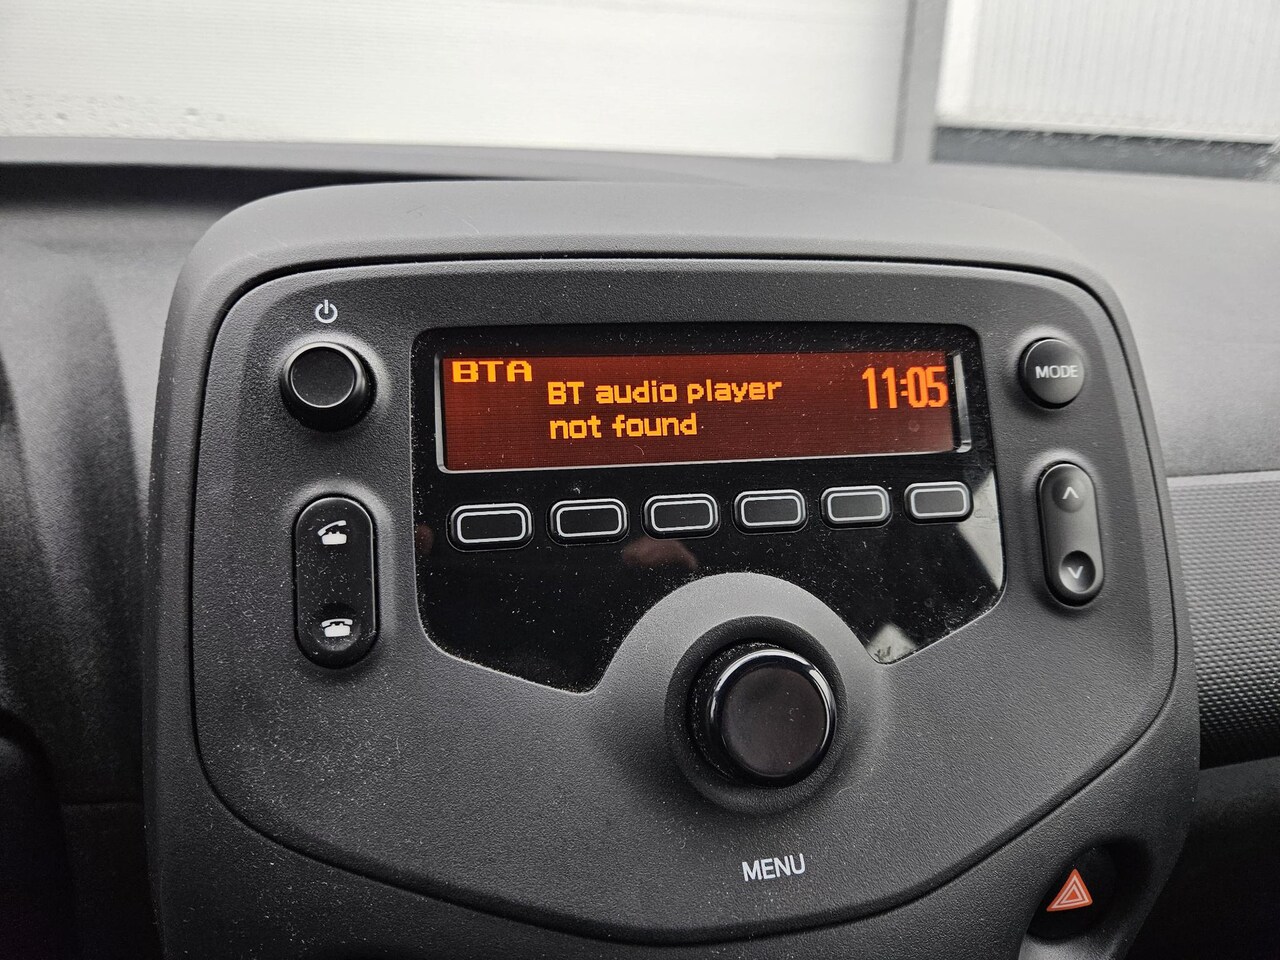 BTA
BT audio player
not found
11:05
MODE
MENU